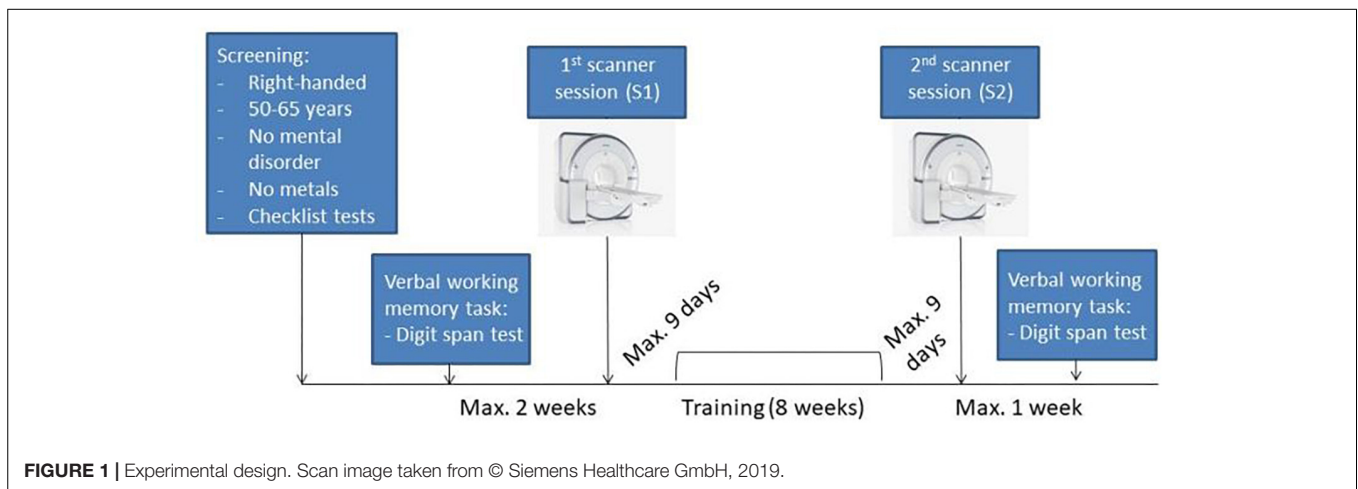 Screening:
- Right-handed
- 50-65 years
- No mental
disorder
- No metals
- Checklist tests
1st scanner
session (S1)
2nd scanner
session (S2)
Verbal working
memory task:
- Digit span test
Max. 9 days
Max. 9
days
Verbal working
memory task:
- Digit span test
Max. 2 weeks
Training (8 weeks)
Max. 1 week
FIGURE 1 | Experimental design. Scan image taken from © Siemens Healthcare GmbH, 2019.